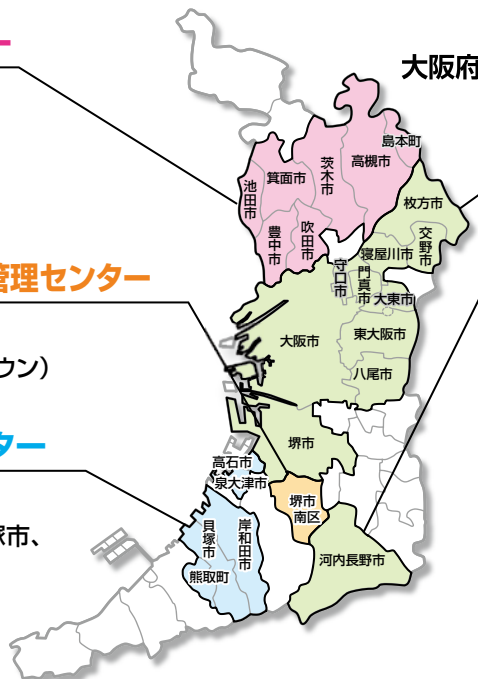 ー
大阪府
島本町
高槻市
茨木市
箕面市
池田市
豊中市
吹田市
枚方市
交野市
寝屋川市
守口市
門真市
大東市
管理センター
大阪市
東大阪市
八尾市
ウン）
堺市
ター
高石市
泉大津市
堺市
南区
塚市、
貝塚市
岸和田市
熊取町
河内長野市